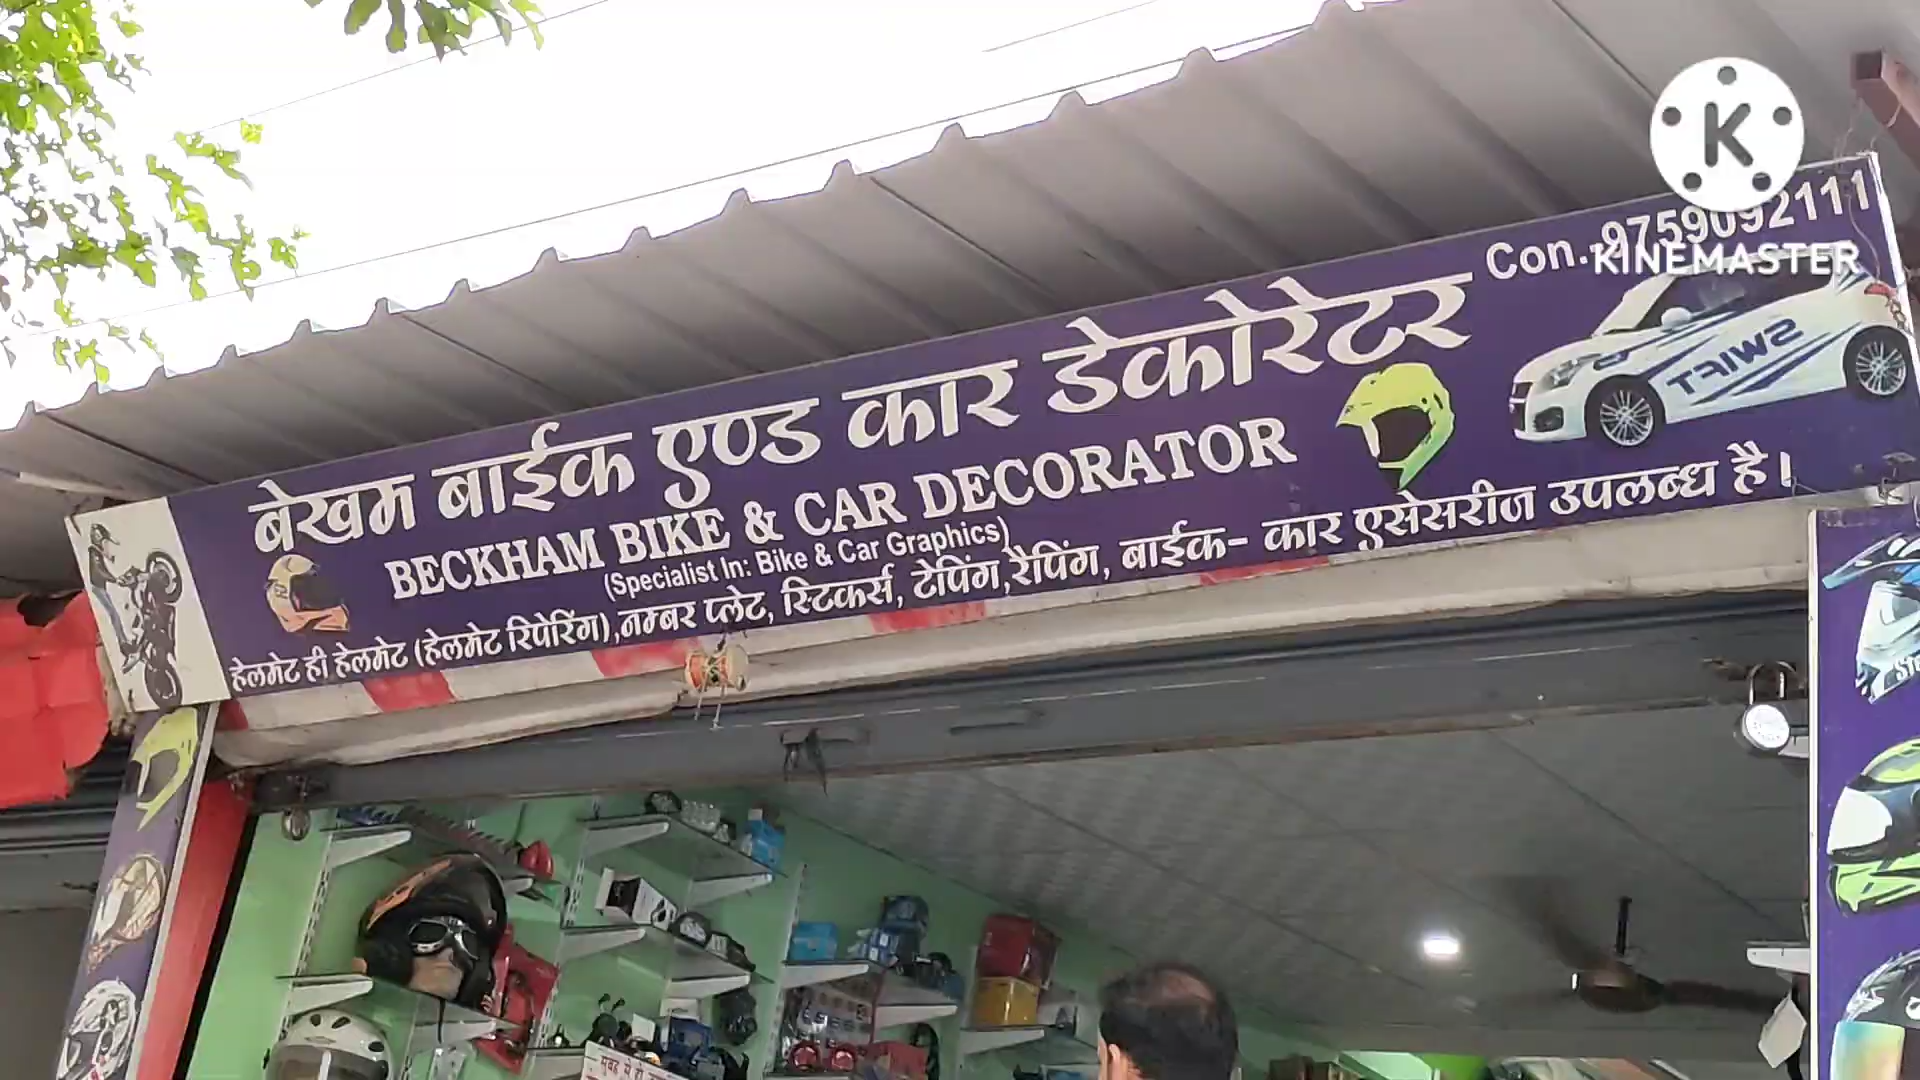 K
KINEMASTER
Con.:9759092111
बेखम बाईक एण्ड कार डेकोरेटर
BECKHAM BIKE & CAR DECORATOR
(Specialist In: Bike & Car Graphics)
हेलमेट ही हेलमेट (हेलमेट रिपेरिंग),नम्बर प्लेट, स्टिकर्स, टेपिंग,रैपिंग, बाईक- कार एसेसरीज उपलब्ध है।
SWIFT